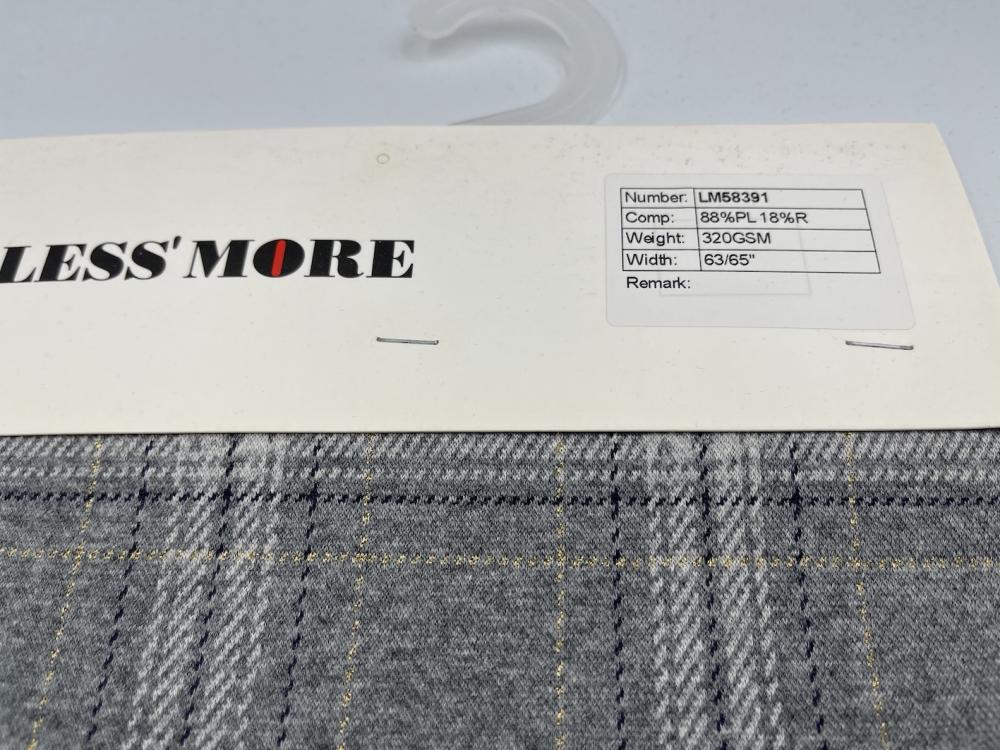 LESS'MORE
Number: LM58391
Comp: 88%PL 18%R
Weight: 320GSM
Width: 63/65"
Remark: